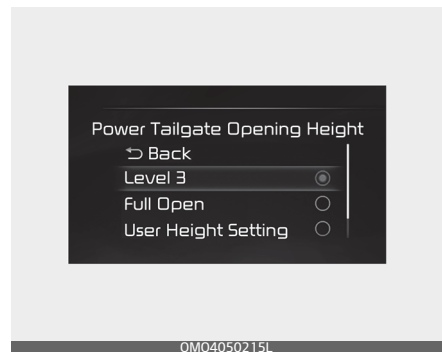 Power Tailgate Opening Height
⮌ Back
Level 3
Full Open
User Height Setting
OMO4050215L